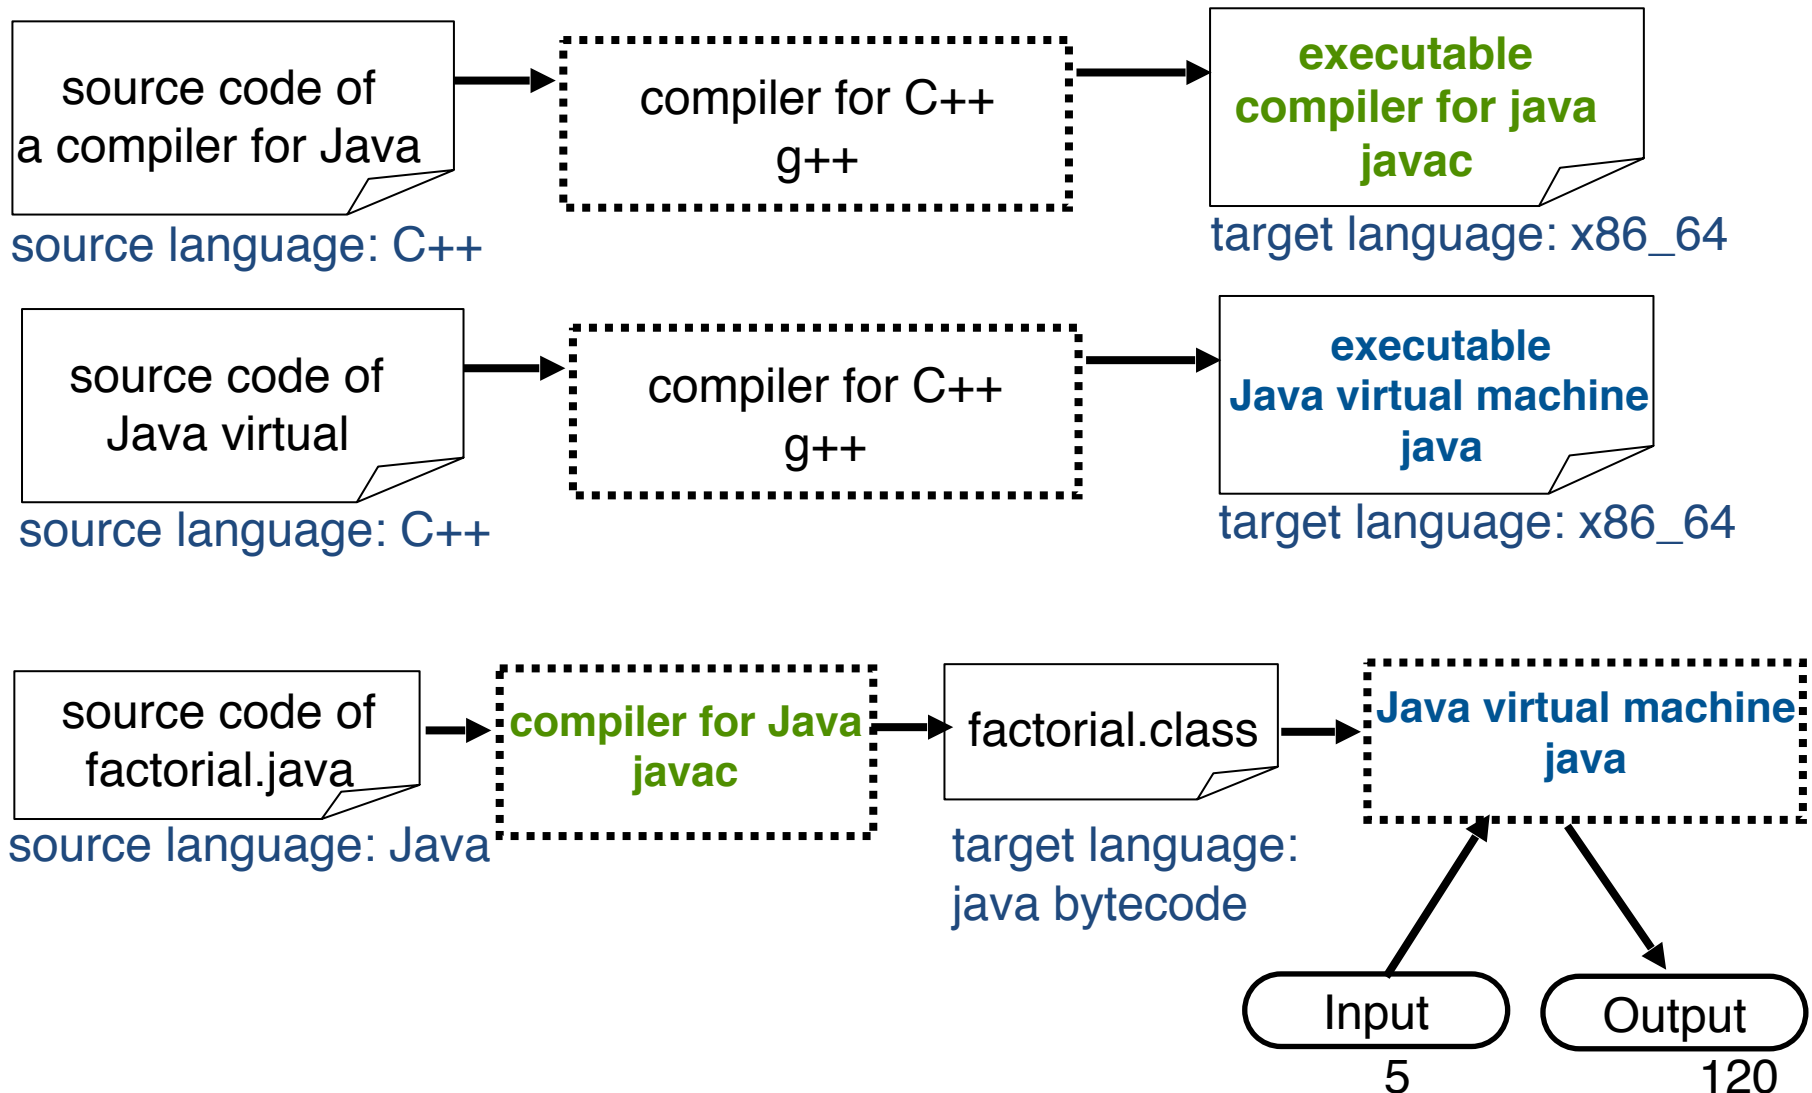 source code of
a compiler for Java
source language: C++
compiler for C++
g++
executable
compiler for java
javac
target language: x86_64
source code of
Java virtual
source language: C++
compiler for C++
g++
executable
Java virtual machine
java
target language: x86_64
source code of
factorial.java
source language: Java
compiler for Java
javac
factorial.class
target language:
java bytecode
Java virtual machine
java
Input
5
Output
120